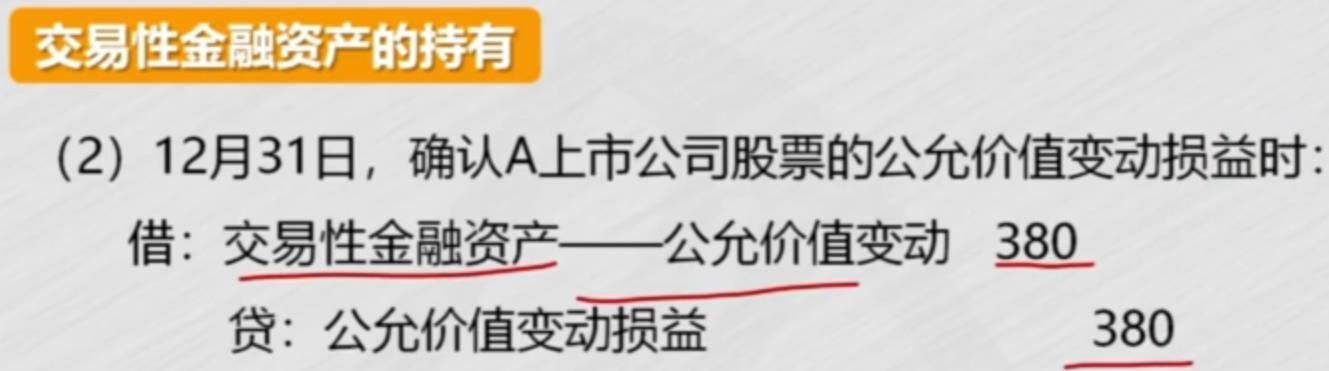 交易性金融资产的持有
（2）12月31日，确认A上市公司股票的公允价值变动损益时：
借：交易性金融资产——公允价值变动 380
贷：公允价值变动损益 380